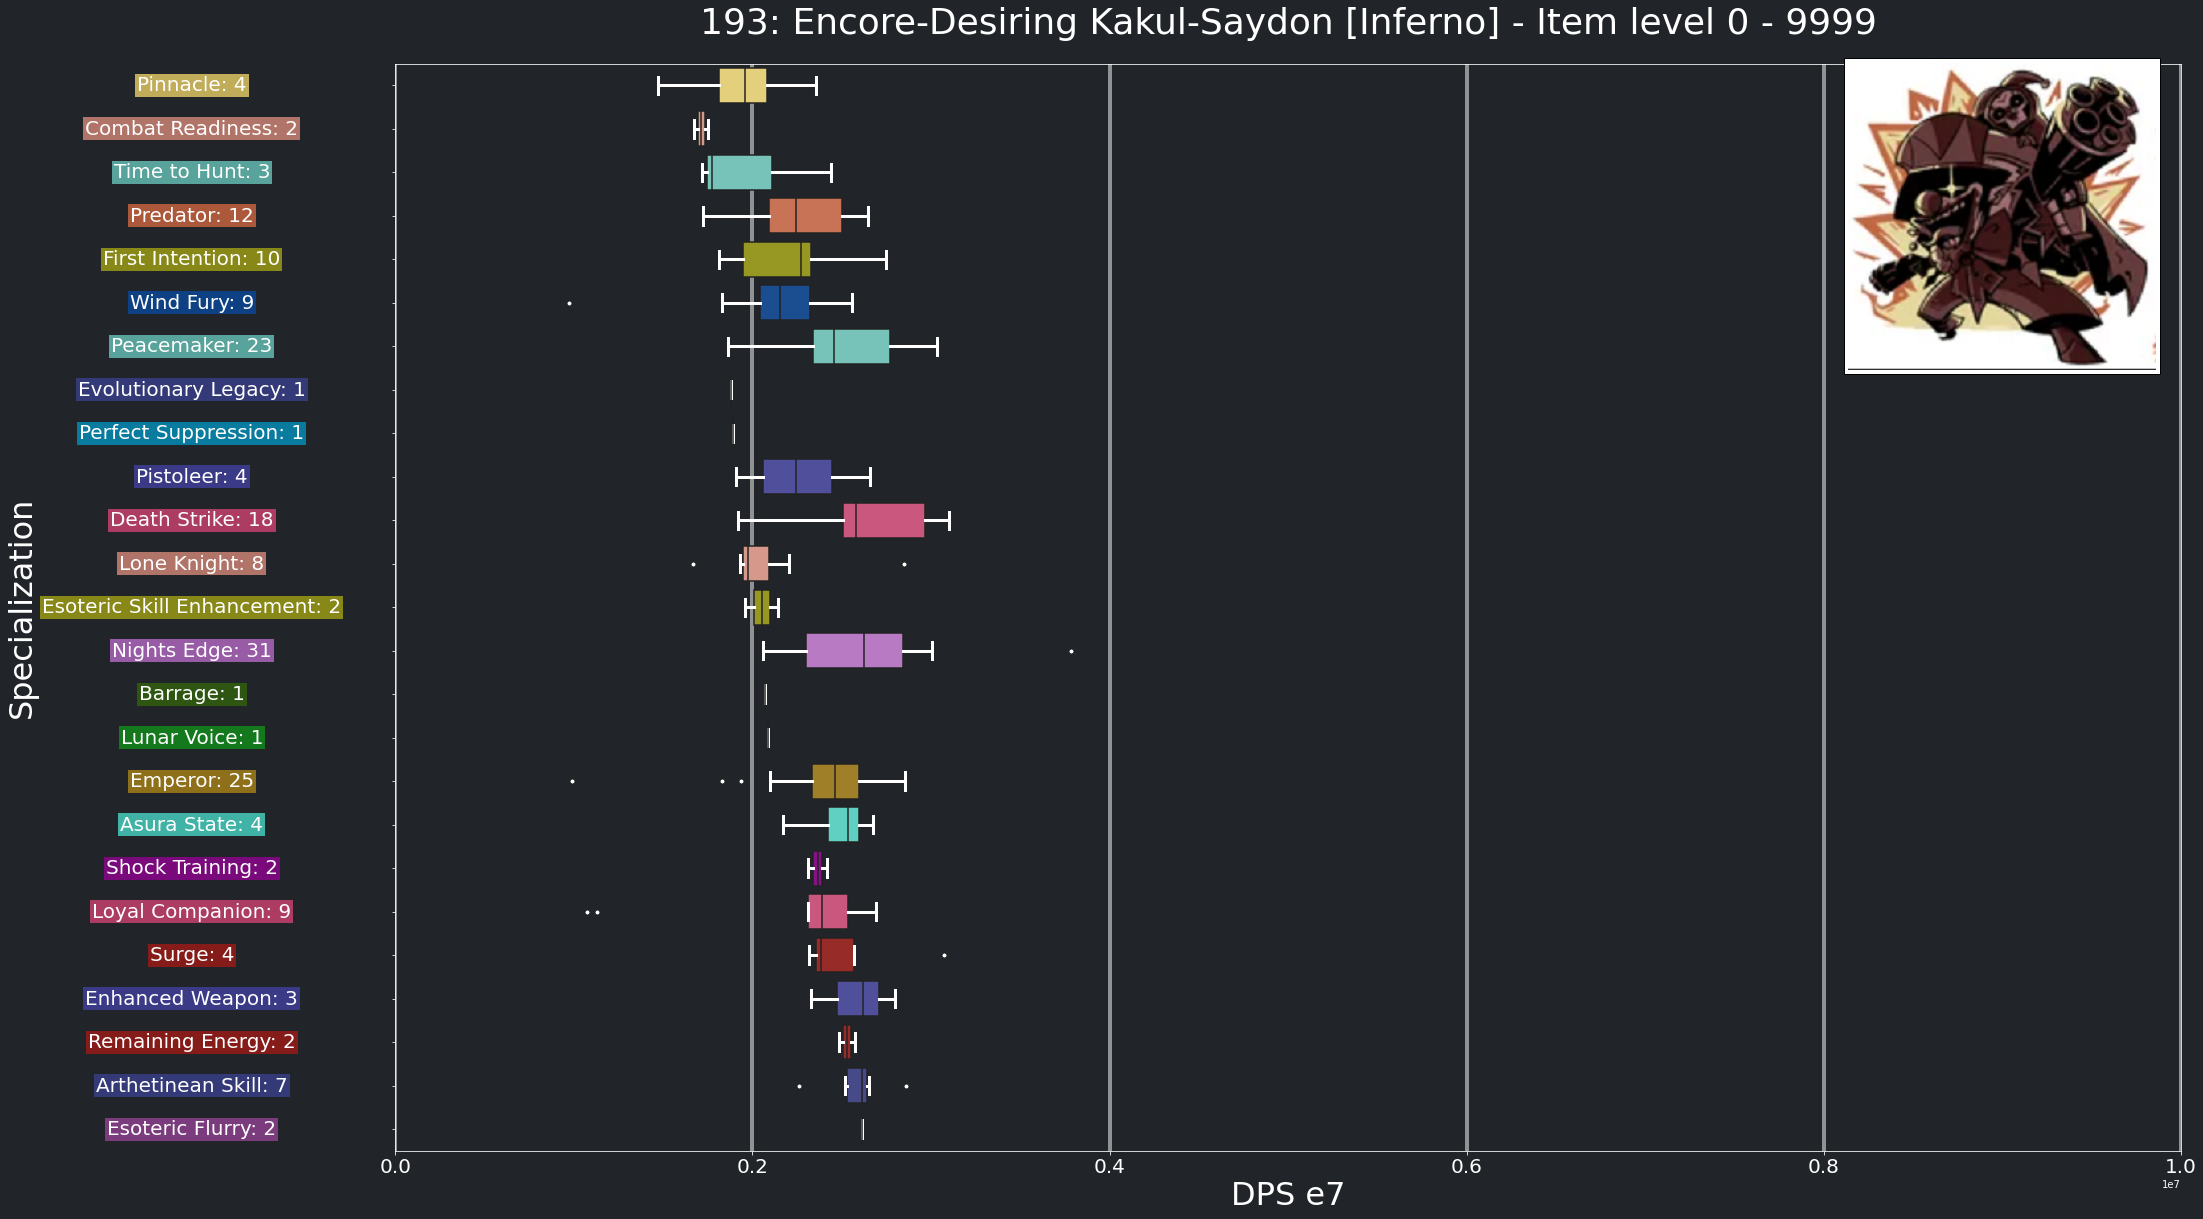 193: Encore-Desiring Kakul-Saydon [Inferno] - Item level 0 - 9999
Specialization
Pinnacle: 4
Combat Readiness: 2
Time to Hunt: 3
Predator: 12
First Intention: 10
Wind Fury: 9
Peacemaker: 23
Evolutionary Legacy: 1
Perfect Suppression: 1
Pistoleer: 4
Death Strike: 18
Lone Knight: 8
Esoteric Skill Enhancement: 2
Nights Edge: 31
Barrage: 1
Lunar Voice: 1
Emperor: 25
Asura State: 4
Shock Training: 2
Loyal Companion: 9
Surge: 4
Enhanced Weapon: 3
Remaining Energy: 2
Arthetinean Skill: 7
Esoteric Flurry: 2
0.0 0.2 0.4 0.6 0.8 1.0
1e7
DPS e7